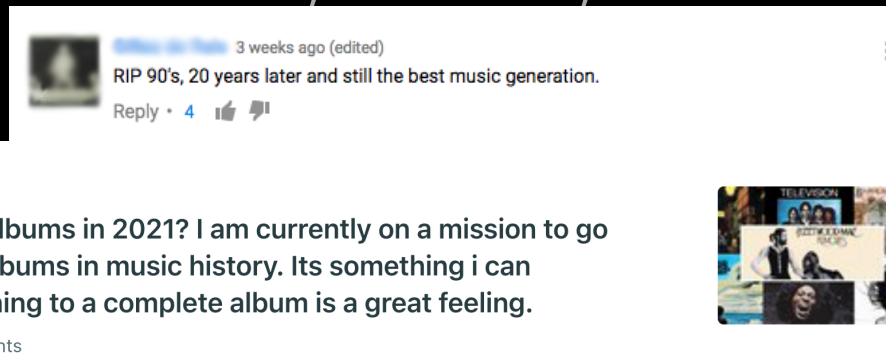 3 weeks ago (edited)
RIP 90's, 20 years later and still the best music generation.
Reply • 4
lbums in 2021? I am currently on a mission to go
bums in music history. Its something i can
ing to a complete album is a great feeling.
nts
TELEVISION
FLEETWOOD MAC
RUMOURS